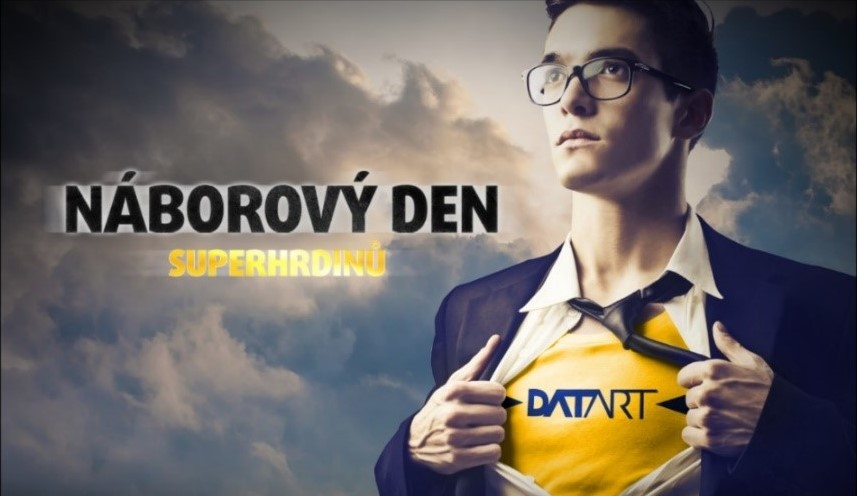 NÁBOROVÝ DEN
SUPERHRDINŮ
DATART